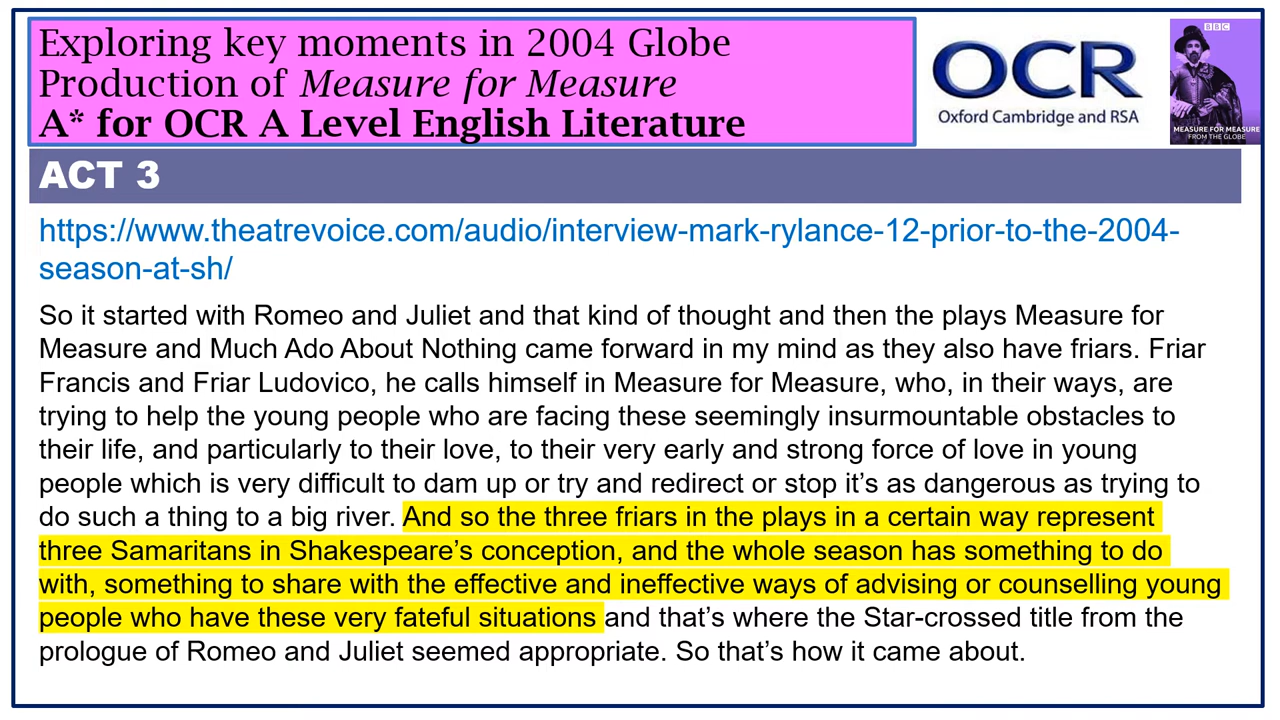 Exploring key moments in 2004 Globe
Production of Measure for Measure
A* for OCR A Level English Literature
OCR
Oxford Cambridge and RSA
BBC
MEASURE FOR MEASURE
FROM THE GLOBE
ACT 3
https://www.theatrevoice.com/audio/interview-mark-rylance-12-prior-to-the-2004-
season-at-sh/
So it started with Romeo and Juliet and that kind of thought and then the plays Measure for
Measure and Much Ado About Nothing came forward in my mind as they also have friars. Friar
Francis and Friar Ludovico, he calls himself in Measure for Measure, who, in their ways, are
trying to help the young people who are facing these seemingly insurmountable obstacles to
their life, and particularly to their love, to their very early and strong force of love in young
people which is very difficult to dam up or try and redirect or stop it’s as dangerous as trying to
do such a thing to a big river. And so the three friars in the plays in a certain way represent
three Samaritans in Shakespeare’s conception, and the whole season has something to do
with, something to share with the effective and ineffective ways of advising or counselling young
people who have these very fateful situations and that’s where the Star-crossed title from the
prologue of Romeo and Juliet seemed appropriate. So that’s how it came about.